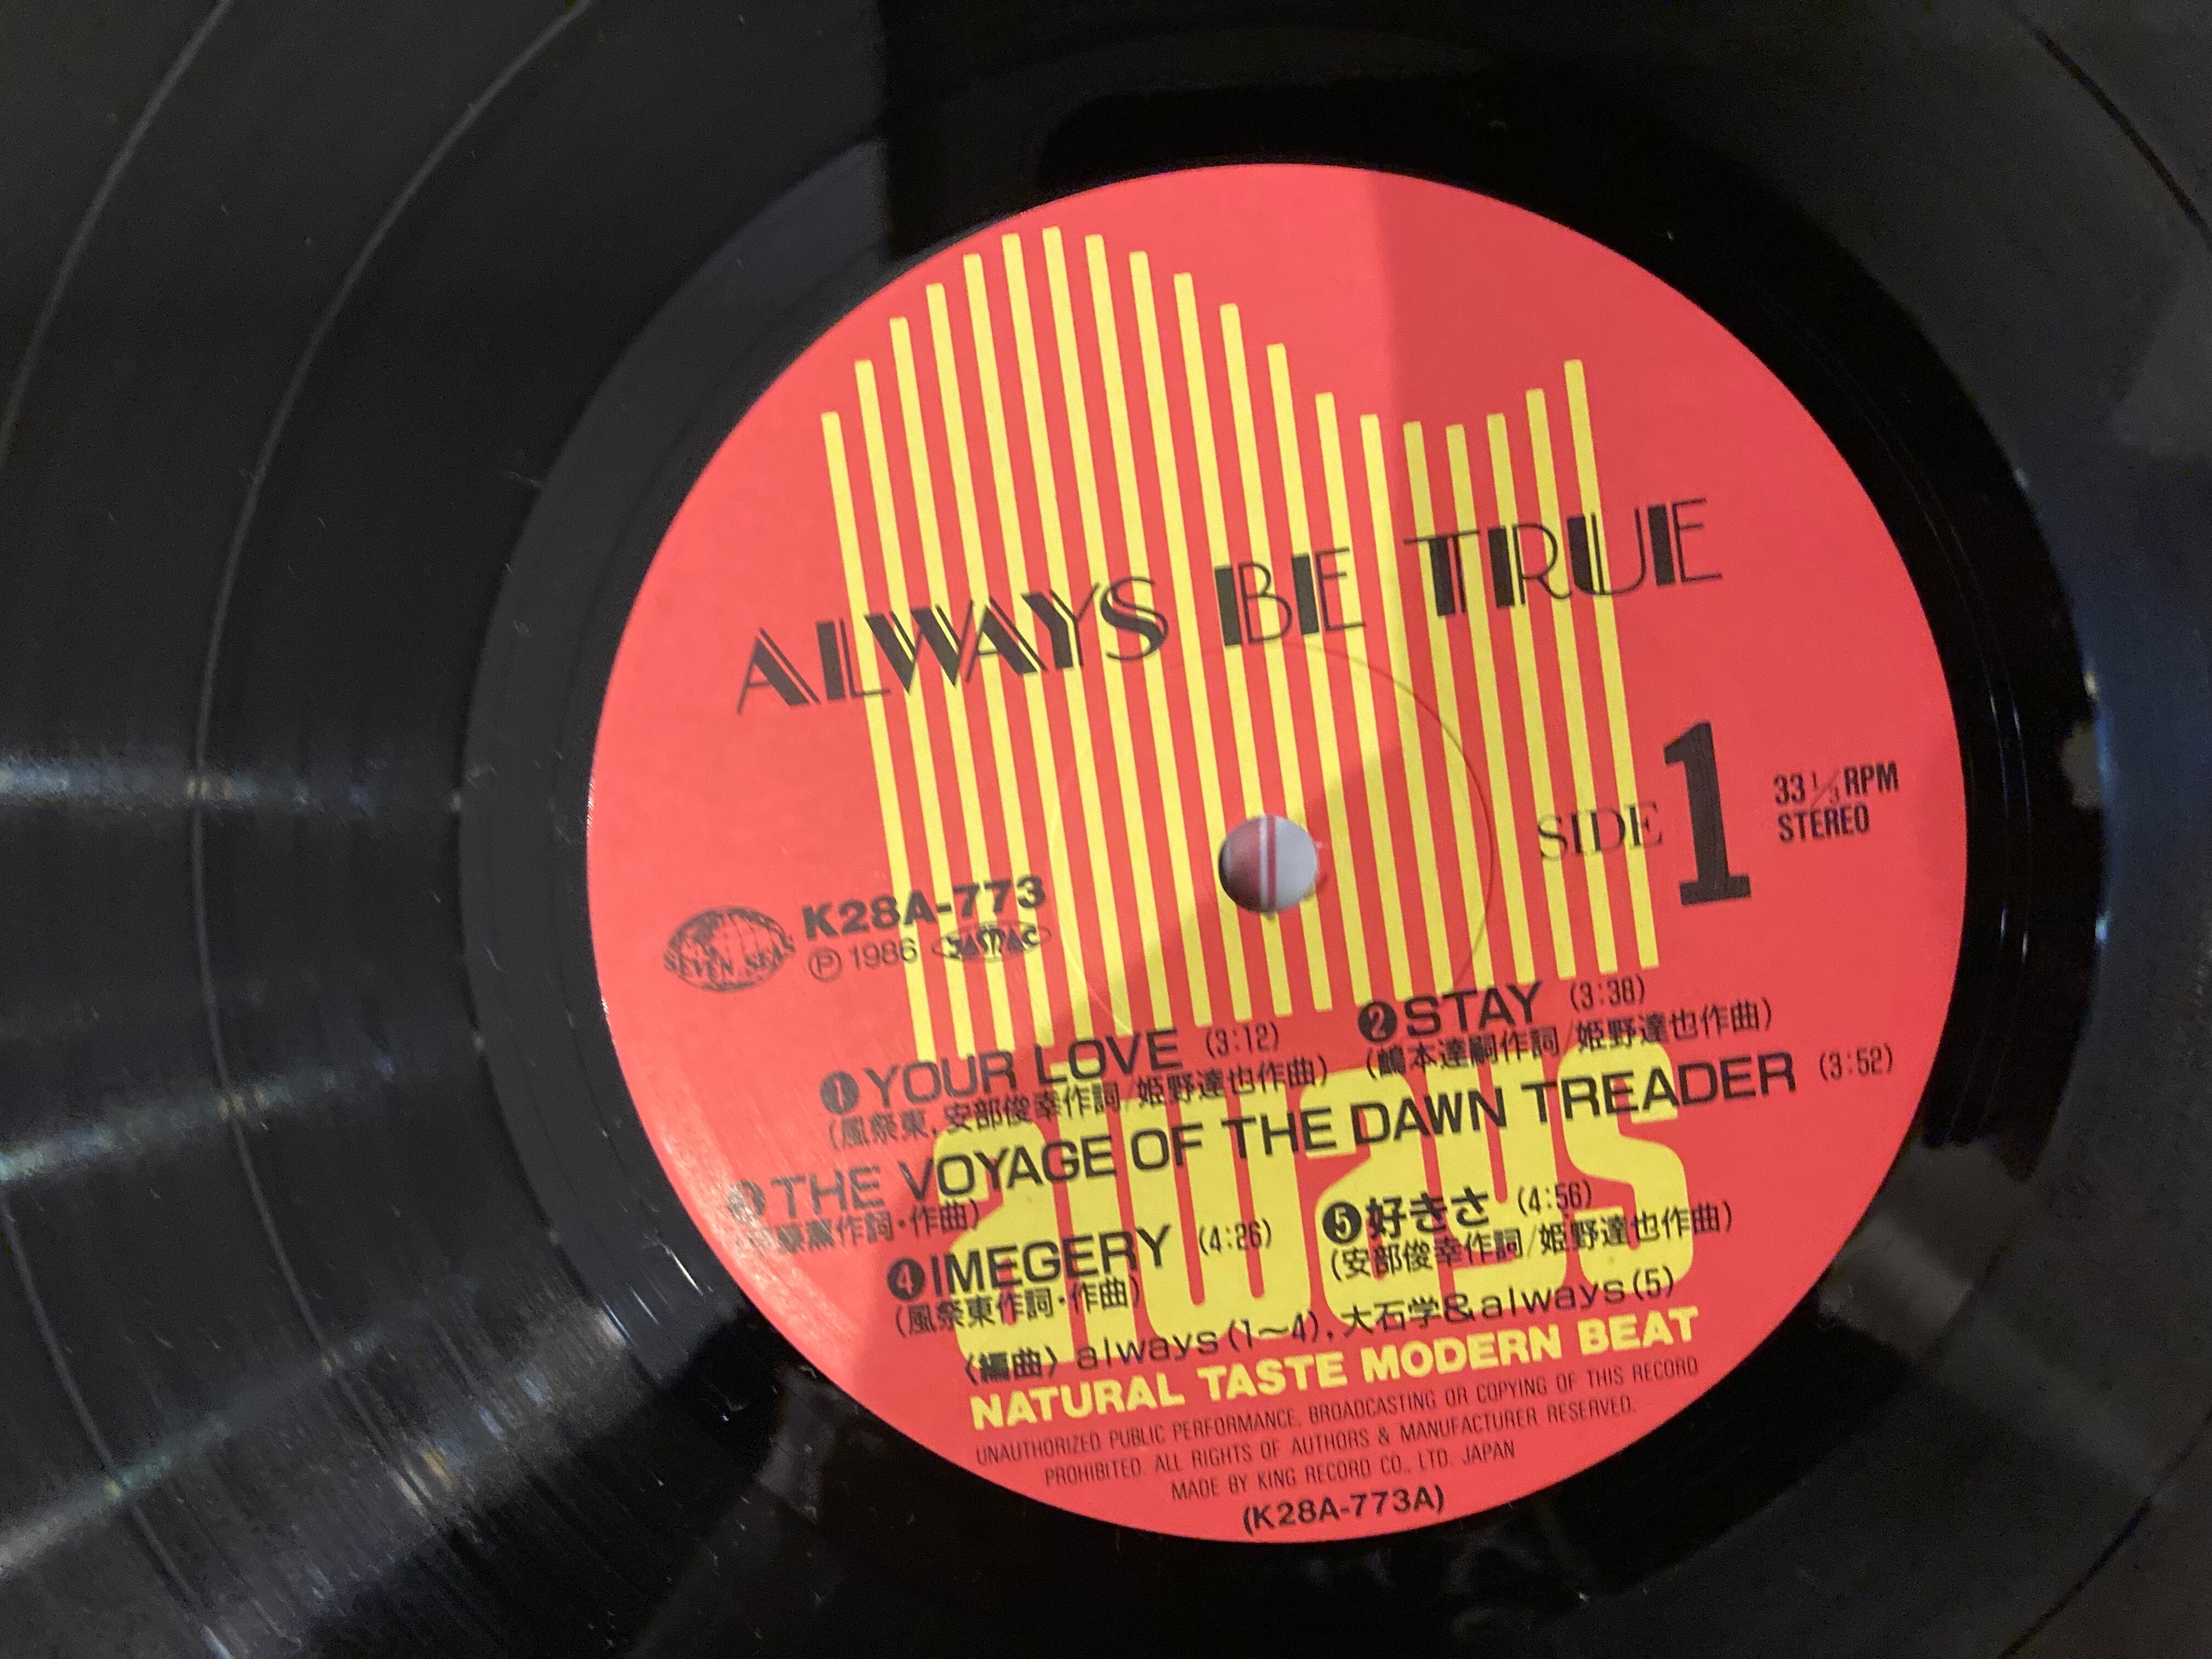 ALWAYS BE TRUE
SIDE 1
33 1/3 RPM
STEREO
SEVEN SEAS
K28A-773
Ⓟ 1986 JASRAC
❶YOUR LOVE (3:12)
(風祭東, 安部俊幸作詞/姫野達也作曲)
❷STAY (3:38)
(鶴本達嗣作詞/姫野達也作曲)
❸THE VOYAGE OF THE DAWN TREADER (3:52)
作詞・作曲)
❹IMEGERY (4:26)
(風祭東作詞・作曲)
❺好きさ (4:56)
(安部俊幸作詞/姫野達也作曲)
always
〈編曲〉always(1〜4), 大石学&always(5)
NATURAL TASTE MODERN BEAT
UNAUTHORIZED PUBLIC PERFORMANCE, BROADCASTING OR COPYING OF THIS RECORD
PROHIBITED. ALL RIGHTS OF AUTHORS & MANUFACTURER RESERVED.
MADE BY KING RECORD CO., LTD. JAPAN
(K28A-773A)